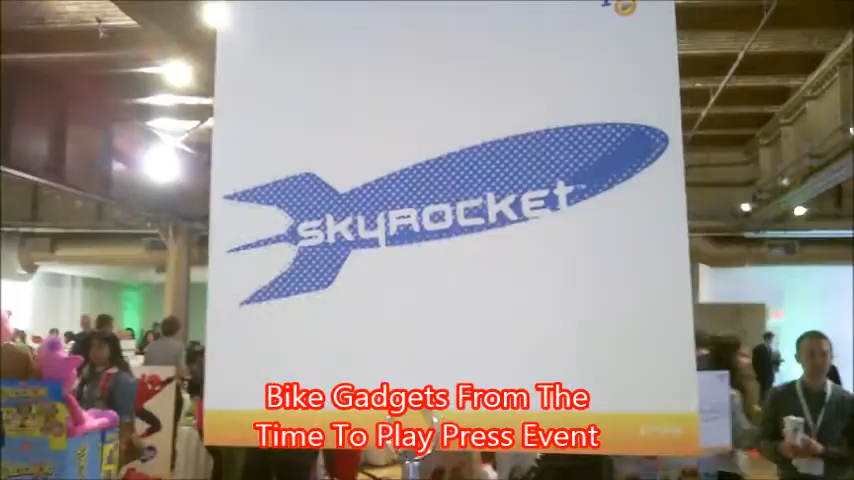 SKYROCKET
Bike Gadgets From The
Time To Play Press Event